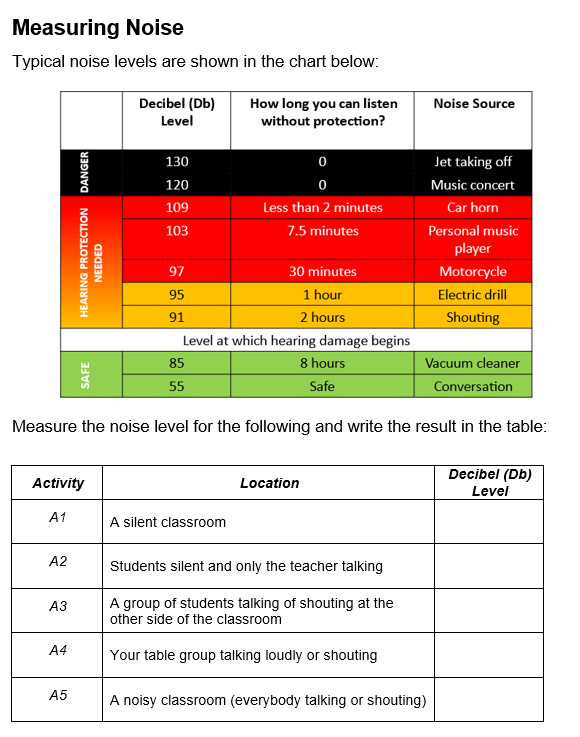 Measuring Noise
Typical noise levels are shown in the chart below:
Decibel (Db) Level How long you can listen without protection? Noise Source
DANGER
130 0 Jet taking off
120 0 Music concert
HEARING PROTECTION NEEDED
109 Less than 2 minutes Car horn
103 7.5 minutes Personal music player
97 30 minutes Motorcycle
95 1 hour Electric drill
91 2 hours Shouting
Level at which hearing damage begins
SAFE
85 8 hours Vacuum cleaner
55 Safe Conversation
Measure the noise level for the following and write the result in the table:
Activity Location Decibel (Db) Level
A1 A silent classroom
A2 Students silent and only the teacher talking
A3 A group of students talking of shouting at the
other side of the classroom
A4 Your table group talking loudly or shouting
A5 A noisy classroom (everybody talking or shouting)